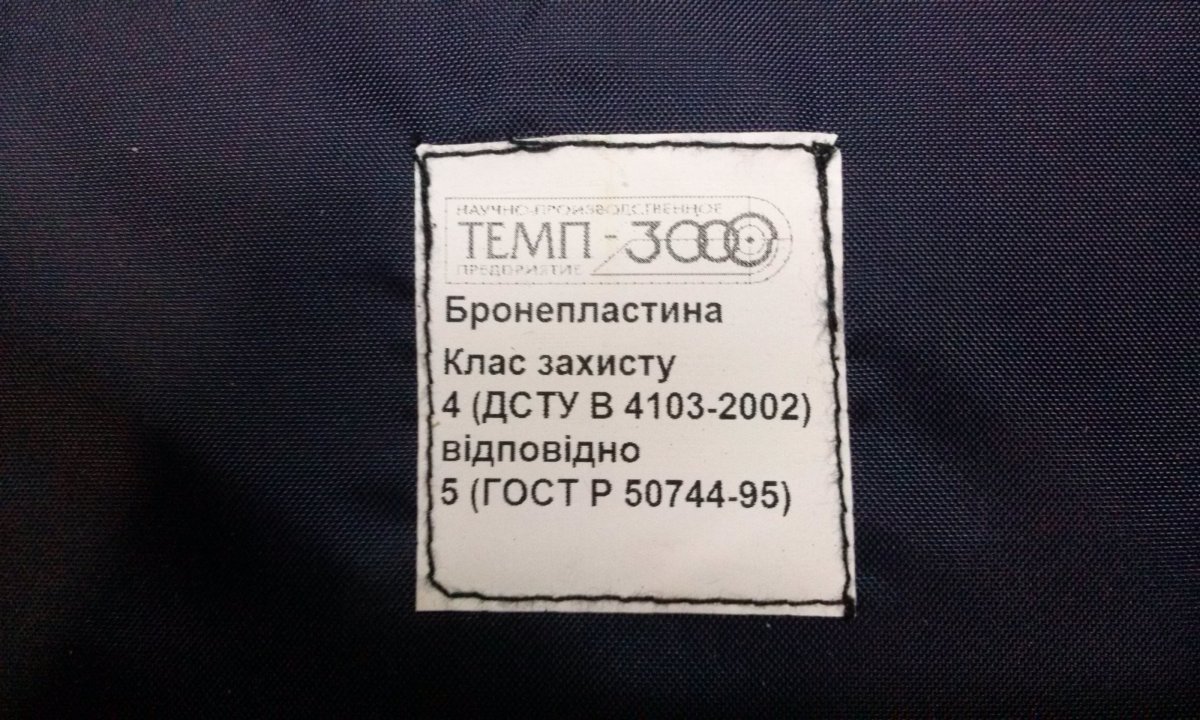 НАУЧНО-ПРОИЗВОДСТВЕННОЕ
ТЕМП-3000
ПРЕДПРИЯТИЕ
Бронепластина
Клас захисту
4 (ДСТУ В 4103-2002)
відповідно
5 (ГОСТ Р 50744-95)